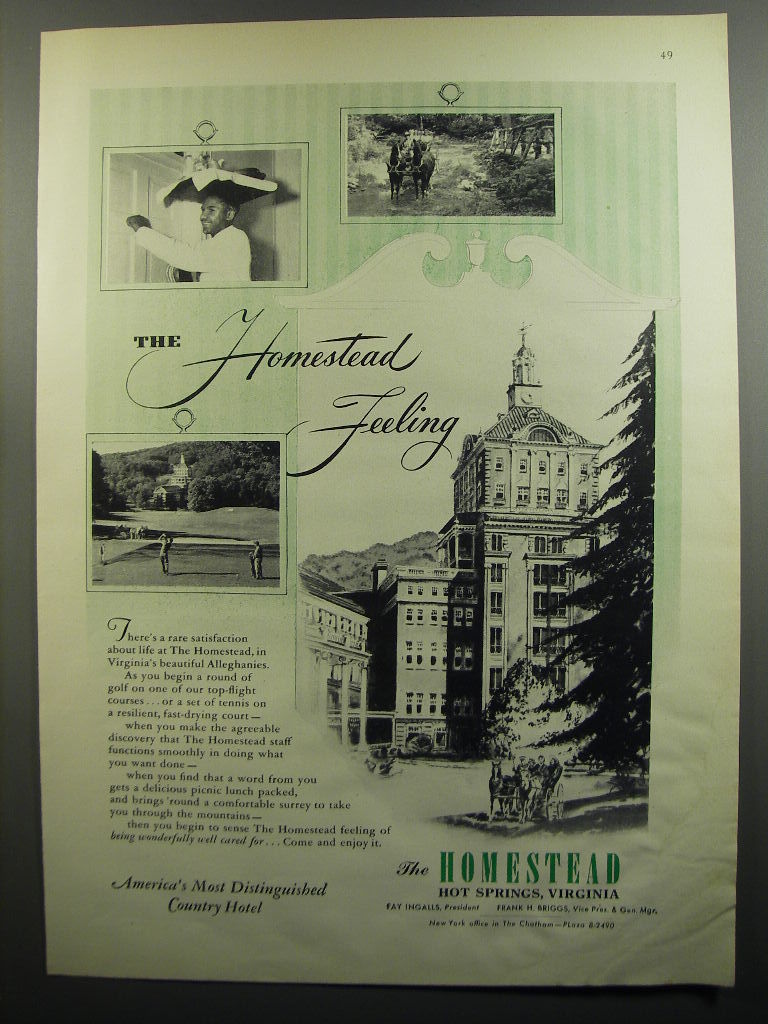 49
THE Homestead
Feeling
There's a rare satisfaction
about life at The Homestead, in
Virginia's beautiful Alleghanies.
As you begin a round of
golf on one of our top-flight
courses . . . or a set of tennis on
a resilient, fast-drying court—
when you make the agreeable
discovery that The Homestead staff
functions smoothly in doing what
you want done—
when you find that a word from you
gets a delicious picnic lunch packed,
and brings 'round a comfortable surrey to take
you through the mountains—
then you begin to sense The Homestead feeling of
being wonderfully well cared for . . . Come and enjoy it.
America's Most Distinguished
Country Hotel
The HOMESTEAD
HOT SPRINGS, VIRGINIA
FAY INGALLS, President FRANK H. BRIGGS, Vice Pres. & Gen. Mgr.
New York office in The Chatham—PLaza 8-2490